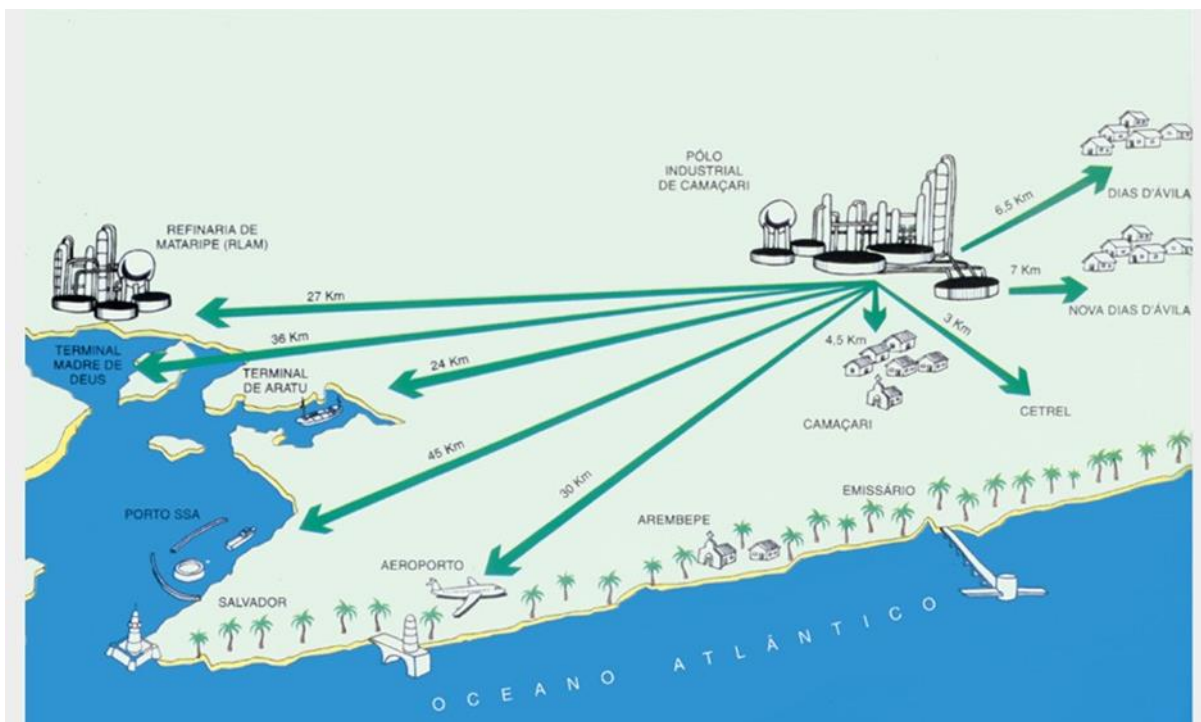 PÓLO
INDUSTRIAL
DE CAMAÇARI
6,5 Km
DIAS D'ÁVILA
REFINARIA DE
MATARIPE (RLAM)
7 Km
NOVA DIAS D'ÁVILA
27 Km
36 Km
TERMINAL
MADRE DE
DEUS
TERMINAL
DE ARATU
24 Km
4,5 Km
3 Km
CAMAÇARI
CETREL
45 Km
30 Km
EMISSÁRIO
PORTO SSA
AREMBEPE
AEROPORTO
SALVADOR
OCEANO ATLÂNTICO